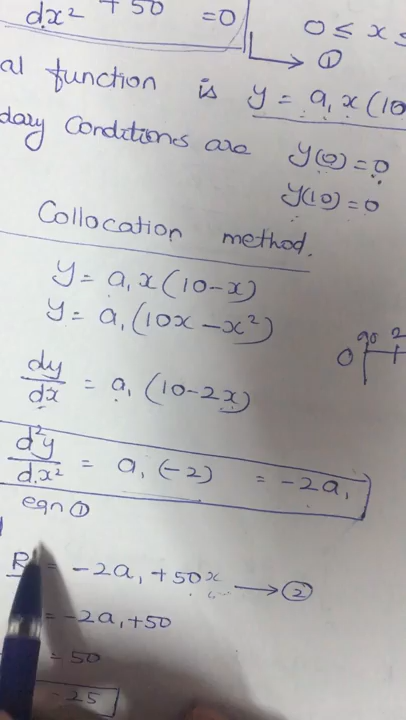 dx² + 50 = 0
0 ≤ x ≤
→ ①
al function is y = a₁x(10
dary Conditions are y(0) = 0
y(10) = 0
Collocation method.
y = a₁x(10-x)
y = a₁(10x - x²)
0 2
dy/dx = a₁(10-2x)
d²y/dx² = a₁(-2) = -2a₁
eqn ①
R = -2a₁ + 50x → ②
= -2a₁ + 50
= 50
-25